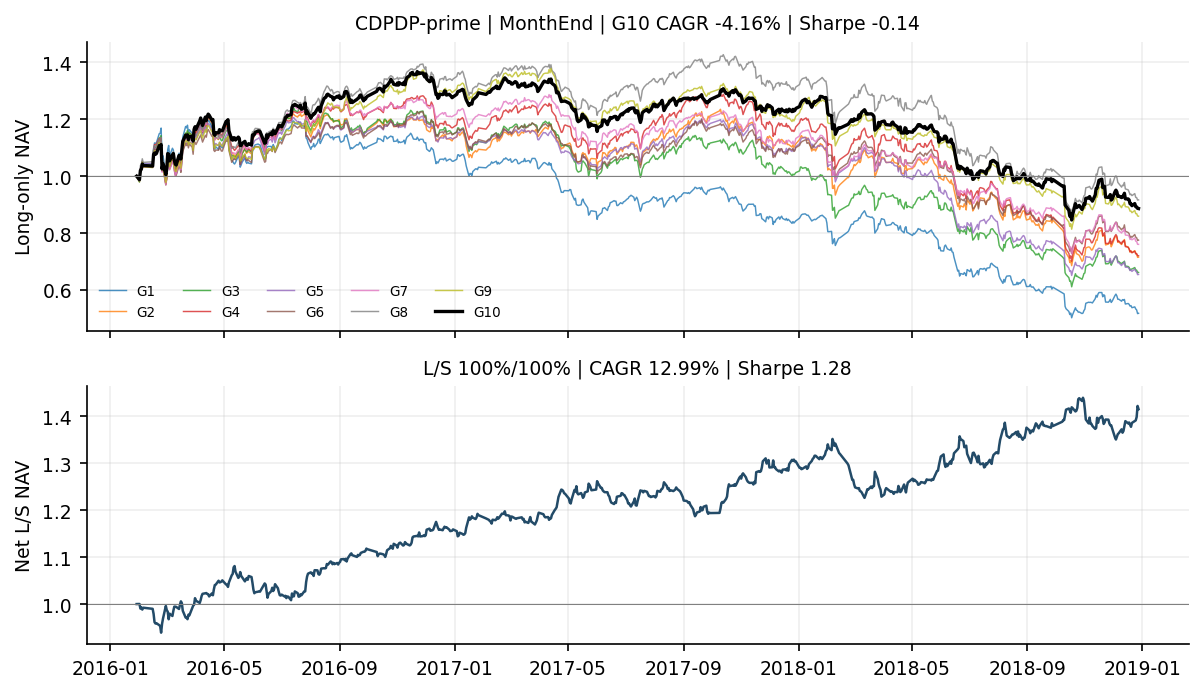 CDPDP-prime | MonthEnd | G10 CAGR -4.16% | Sharpe -0.14
Long-only NAV
1.4
1.2
1.0
0.8
0.6
G1 G3 G5 G7 G9
G2 G4 G6 G8 G10
L/S 100%/100% | CAGR 12.99% | Sharpe 1.28
Net L/S NAV
1.4
1.3
1.2
1.1
1.0
2016-01 2016-05 2016-09 2017-01 2017-05 2017-09 2018-01 2018-05 2018-09 2019-01